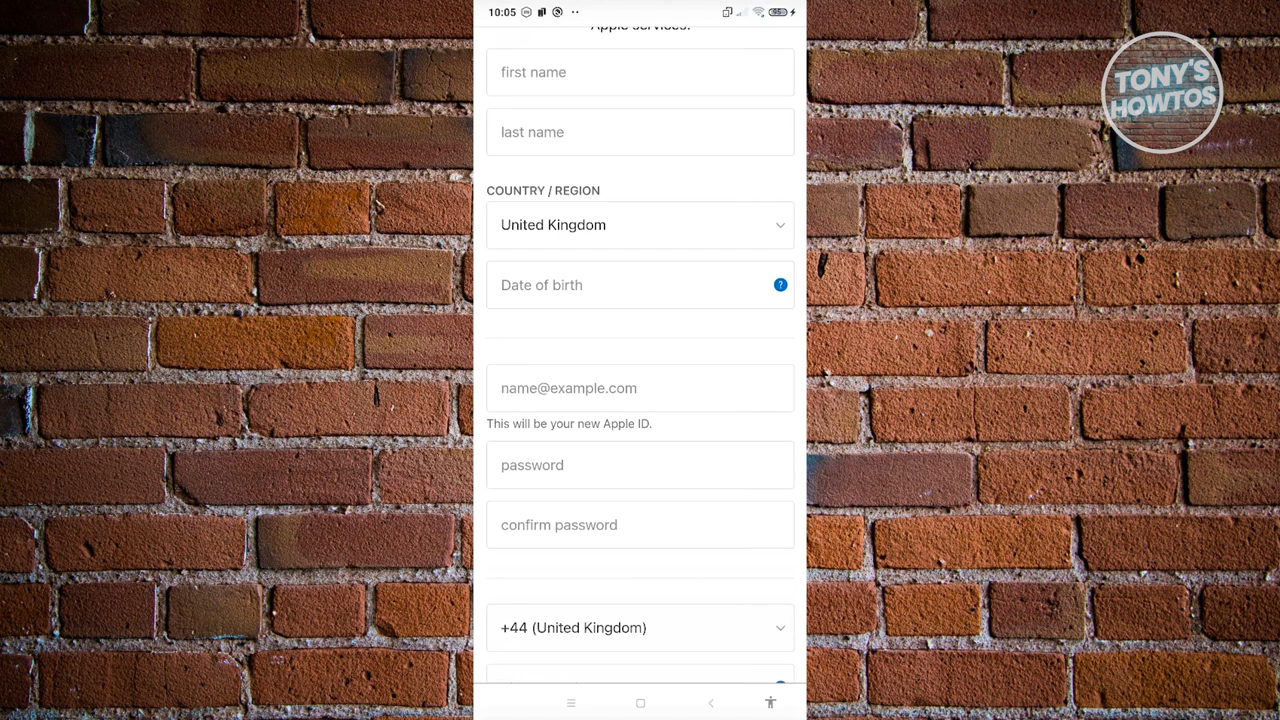 10:05
95
Apple services.
first name
last name
COUNTRY / REGION
United Kingdom
Date of birth
?
name@example.com
This will be your new Apple ID.
password
confirm password
+44 (United Kingdom)
TONY'S
HOWTOS